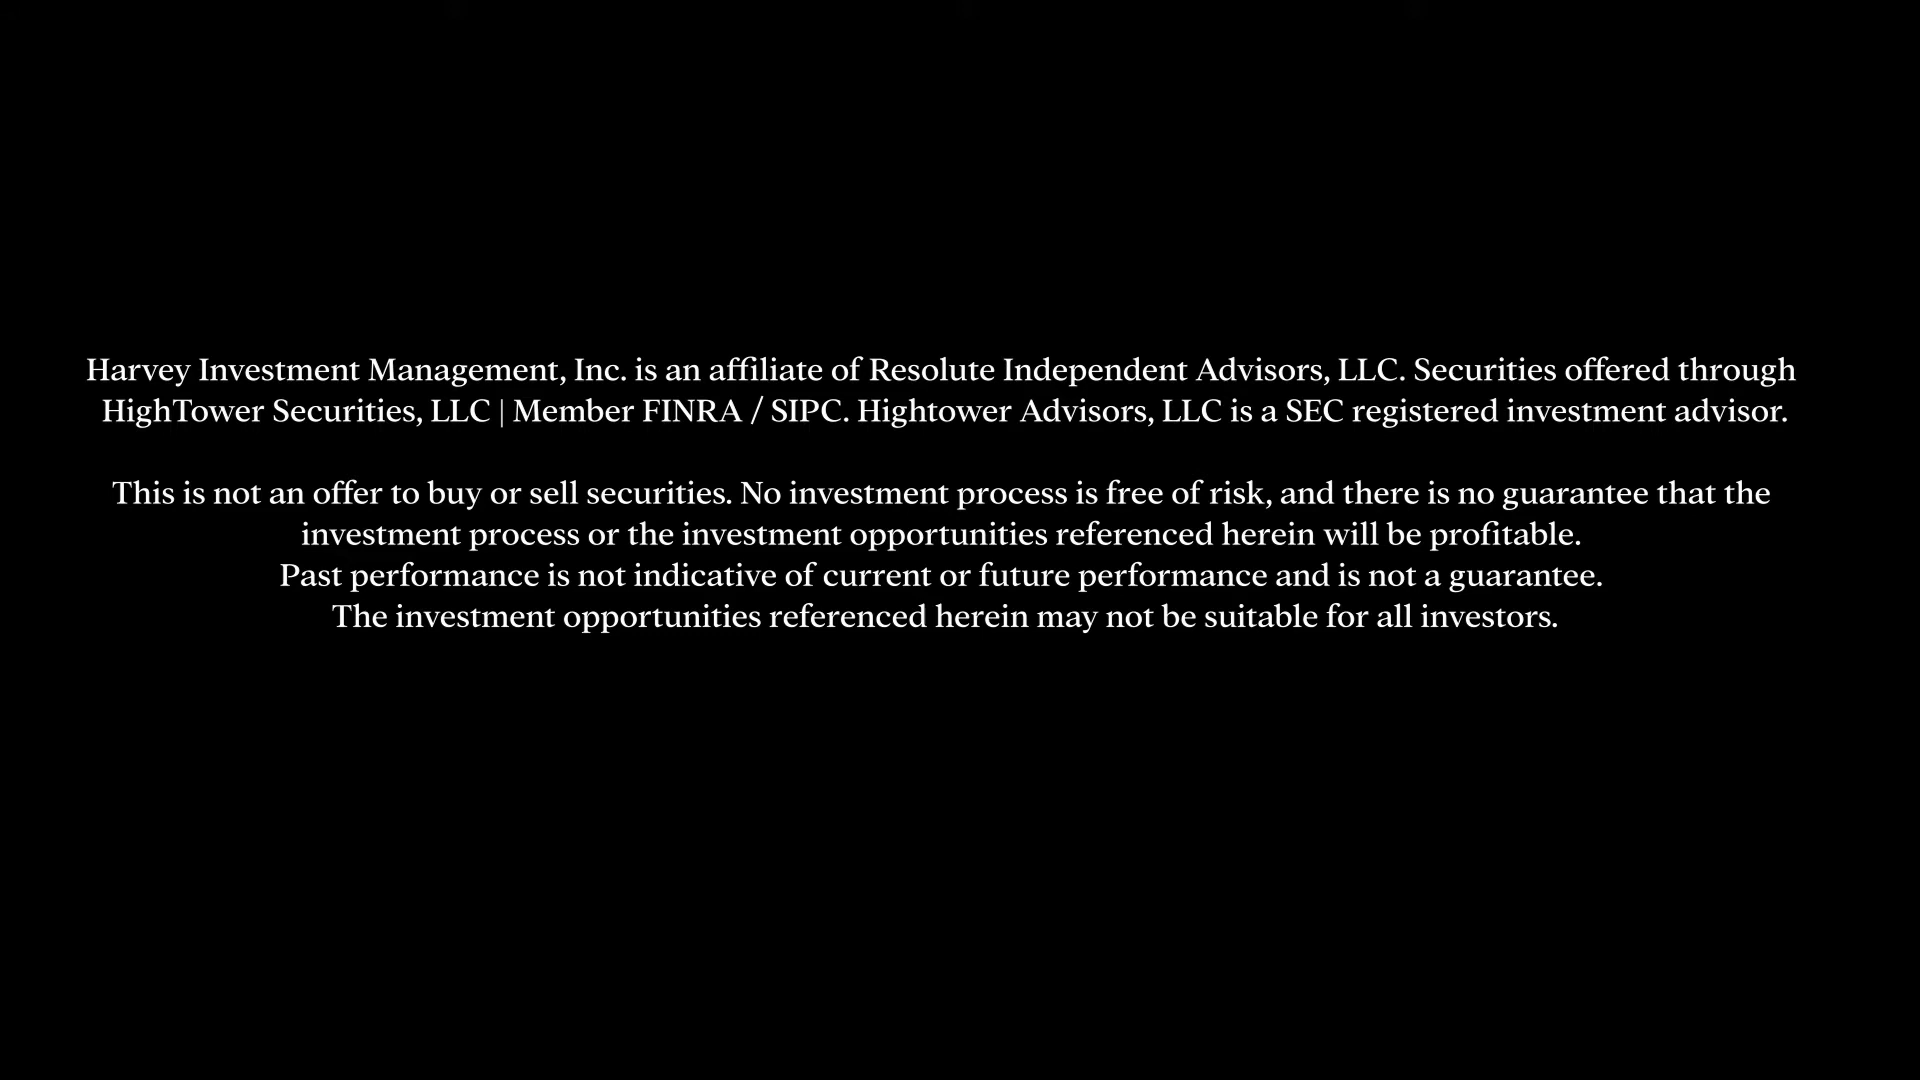 Harvey Investment Management, Inc. is an affiliate of Resolute Independent Advisors, LLC. Securities offered through
HighTower Securities, LLC | Member FINRA / SIPC. Hightower Advisors, LLC is a SEC registered investment advisor.
This is not an offer to buy or sell securities. No investment process is free of risk, and there is no guarantee that the
investment process or the investment opportunities referenced herein will be profitable.
Past performance is not indicative of current or future performance and is not a guarantee.
The investment opportunities referenced herein may not be suitable for all investors.